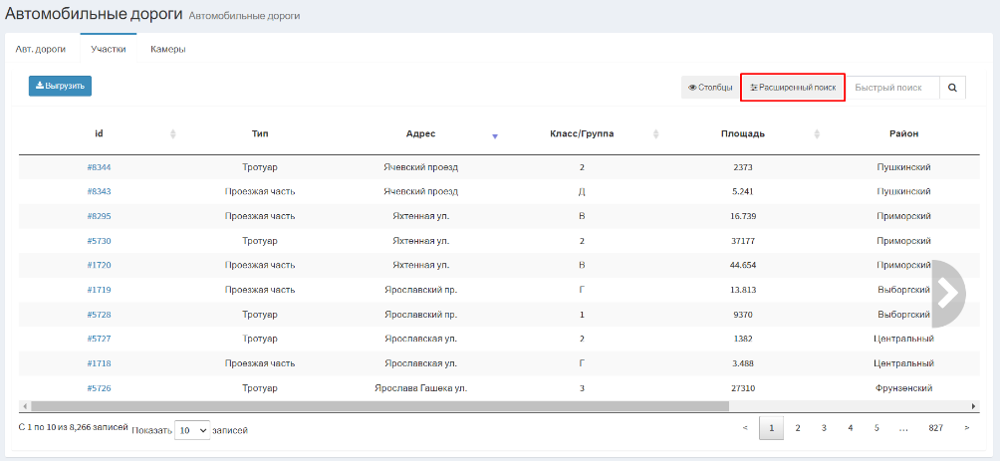 Автомобильные дороги Автомобильные дороги
Авт. дороги Участки Камеры
Выгрузить Столбцы Расширенный поиск Быстрый поиск
id Тип Адрес Класс/Группа Площадь Район
#8344 Тротуар Ячевский проезд 2 2373 Пушкинский
#8343 Проезжая часть Ячевский проезд Д 5.241 Пушкинский
#8295 Проезжая часть Яхтенная ул. В 16.739 Приморский
#5730 Тротуар Яхтенная ул. 2 37177 Приморский
#1720 Проезжая часть Яхтенная ул. В 44.654 Приморский
#1719 Проезжая часть Ярославский пр. Г 13.813 Выборгский
#5728 Тротуар Ярославский пр. 1 9370 Выборгский
#5727 Тротуар Ярославская ул. 2 1382 Центральный
#1718 Проезжая часть Ярославская ул. Г 3.488 Центральный
#5726 Тротуар Ярослава Гашека ул. 3 27310 Фрунзенский
С 1 по 10 из 8,266 записей Показать 10 записей < 1 2 3 4 5 ... 827 >